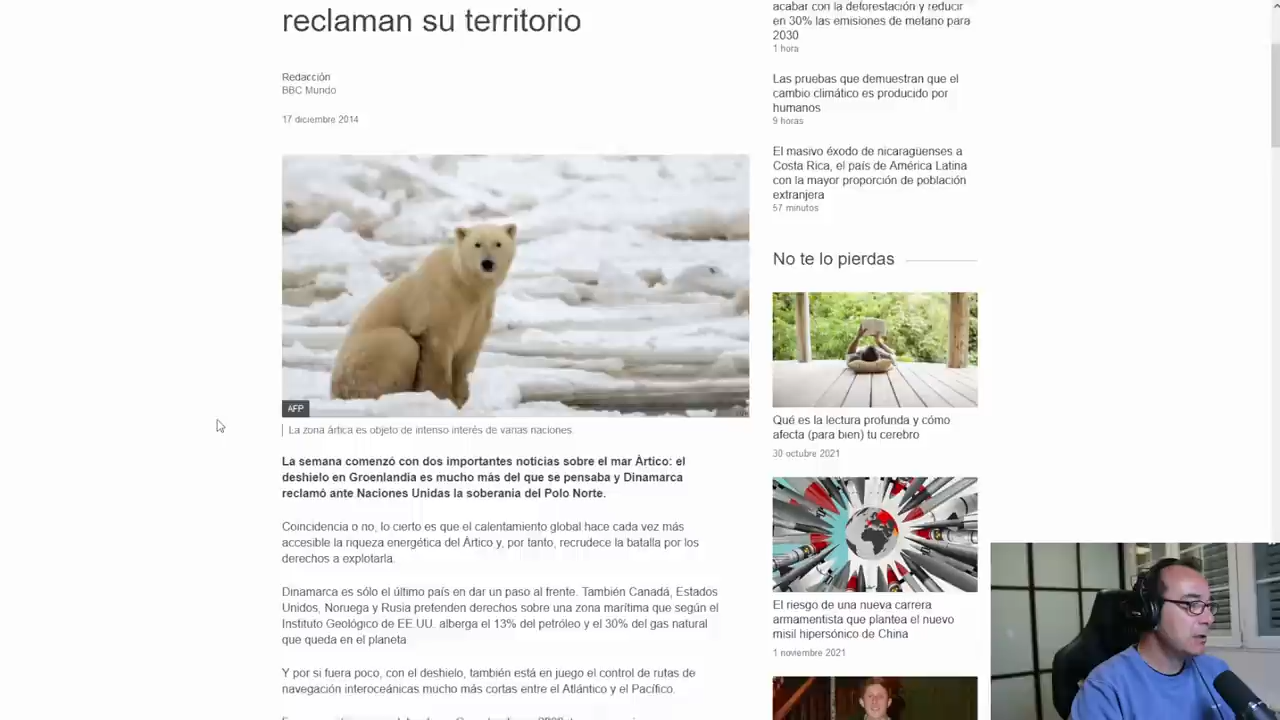 reclaman su territorio
Redacción
BBC Mundo
17 diciembre 2014
AFP
La zona ártica es objeto de intenso interés de varias naciones.
La semana comenzó con dos importantes noticias sobre el mar Ártico: el
deshielo en Groenlandia es mucho más del que se pensaba y Dinamarca
reclamó ante Naciones Unidas la soberanía del Polo Norte.
Coincidencia o no, lo cierto es que el calentamiento global hace cada vez más
accesible la riqueza energética del Ártico y, por tanto, recrudece la batalla por los
derechos a explotarla.
Dinamarca es sólo el último país en dar un paso al frente. También Canadá, Estados
Unidos, Noruega y Rusia pretenden derechos sobre una zona marítima que según el
Instituto Geológico de EE.UU. alberga el 13% del petróleo y el 30% del gas natural
que queda en el planeta
Y por si fuera poco, con el deshielo, también está en juego el control de rutas de
navegación interoceánicas mucho más cortas entre el Atlántico y el Pacífico.
acabar con la deforestación y reducir
en 30% las emisiones de metano para
2030
1 hora
Las pruebas que demuestran que el
cambio climático es producido por
humanos
9 horas
El masivo éxodo de nicaragüenses a
Costa Rica, el país de América Latina
con la mayor proporción de población
extranjera
57 minutos
No te lo pierdas
Qué es la lectura profunda y cómo
afecta (para bien) tu cerebro
30 octubre 2021
El riesgo de una nueva carrera
armamentista que plantea el nuevo
misil hipersónico de China
1 noviembre 2021